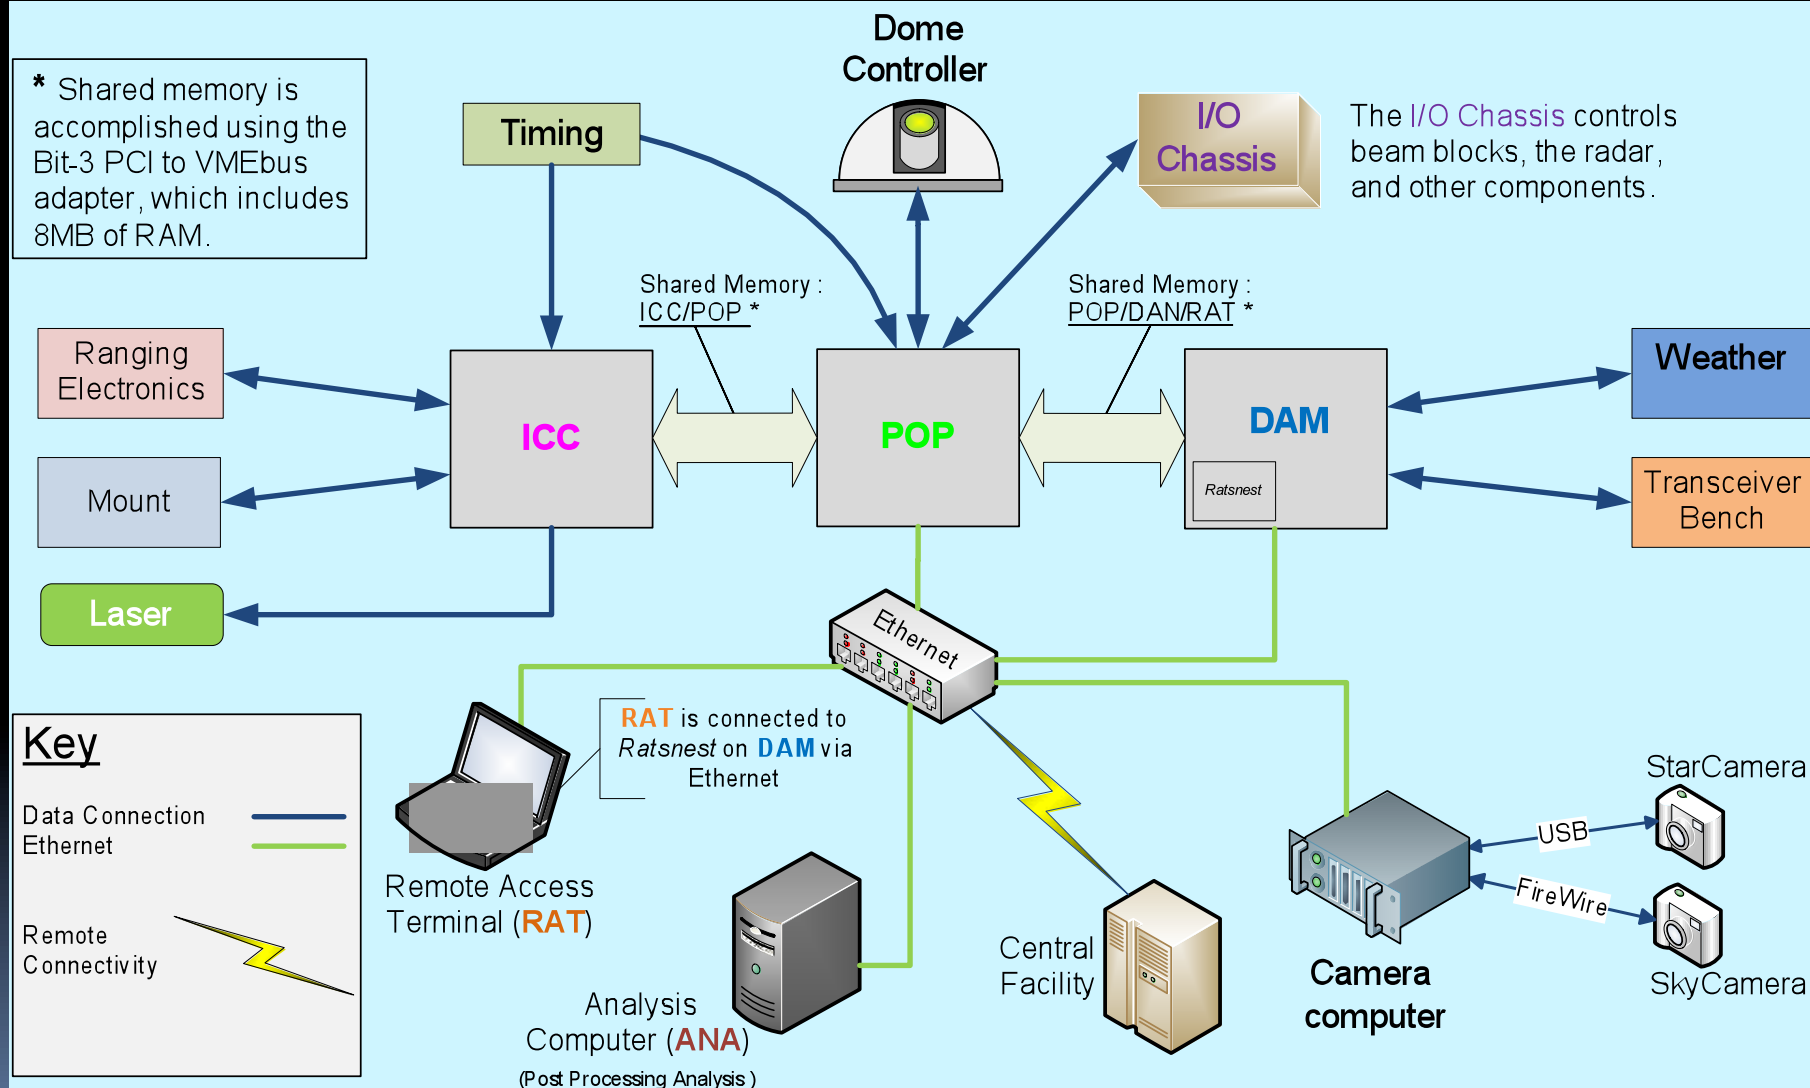 Dome
Controller
* Shared memory is
accomplished using the
Bit-3 PCI to VMEbus
adapter, which includes
8MB of RAM.
Timing
I/O
Chassis
The I/O Chassis controls
beam blocks, the radar,
and other components.
Shared Memory :
ICC/POP *
Shared Memory :
POP/DAN/RAT *
Ranging
Electronics
Mount
Laser
ICC
POP
DAM
Ratsnest
Weather
Transceiver
Bench
Ethernet
RAT is connected to
Ratsnest on DAM via
Ethernet
Key
Data Connection
Ethernet
Remote
Connectivity
Remote Access
Terminal (RAT)
Analysis
Computer (ANA)
(Post Processing Analysis )
Central
Facility
Camera
computer
USB
FireWire
StarCamera
SkyCamera